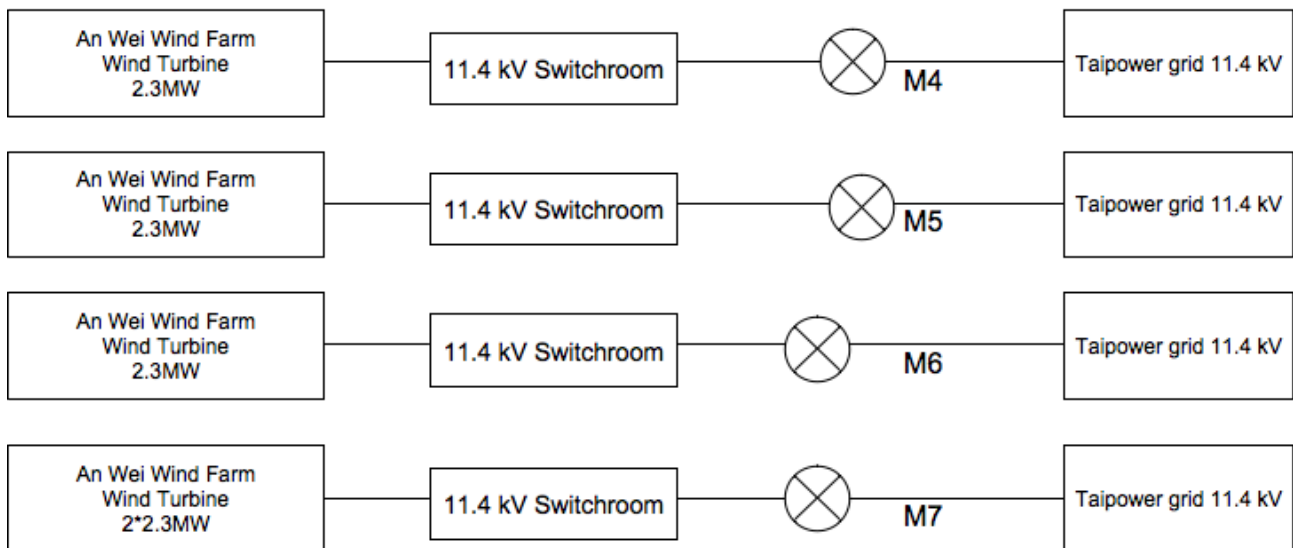 An Wei Wind Farm
Wind Turbine
2.3MW
11.4 kV Switchroom
M4
Taipower grid 11.4 kV
An Wei Wind Farm
Wind Turbine
2.3MW
11.4 kV Switchroom
M5
Taipower grid 11.4 kV
An Wei Wind Farm
Wind Turbine
2.3MW
11.4 kV Switchroom
M6
Taipower grid 11.4 kV
An Wei Wind Farm
Wind Turbine
2*2.3MW
11.4 kV Switchroom
M7
Taipower grid 11.4 kV